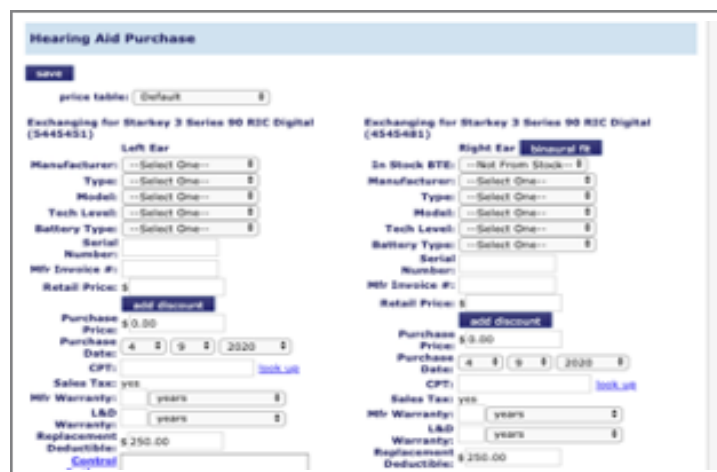 Hearing Aid Purchase
save
price table: Default
Exchanging for Starkey 3 Series 90 RIC Digital
(5445451)
Left Ear
Manufacturer: --Select One--
Type: --Select One--
Model: --Select One--
Tech Level: --Select One--
Battery Type: --Select One--
Serial
Number:
Mfr Invoice #:
Retail Price: $
add discount
Purchase
Price: $ 0.00
Purchase
Date: 4 9 2020
CPT: look up
Sales Tax: yes
Mfr Warranty: years
L&D
Warranty: years
Replacement
Deductible: $ 250.00
Control
Exchanging for Starkey 3 Series 90 RIC Digital
(4545481)
Right Ear binaural fit
In Stock BTE: --Not From Stock--
Manufacturer: --Select One--
Type: --Select One--
Model: --Select One--
Tech Level: --Select One--
Battery Type: --Select One--
Serial
Number:
Mfr Invoice #:
Retail Price: $
add discount
Purchase
Price: $ 0.00
Purchase
Date: 4 9 2020
CPT: look up
Sales Tax: yes
Mfr Warranty: years
L&D
Warranty: years
Replacement
Deductible: $ 250.00